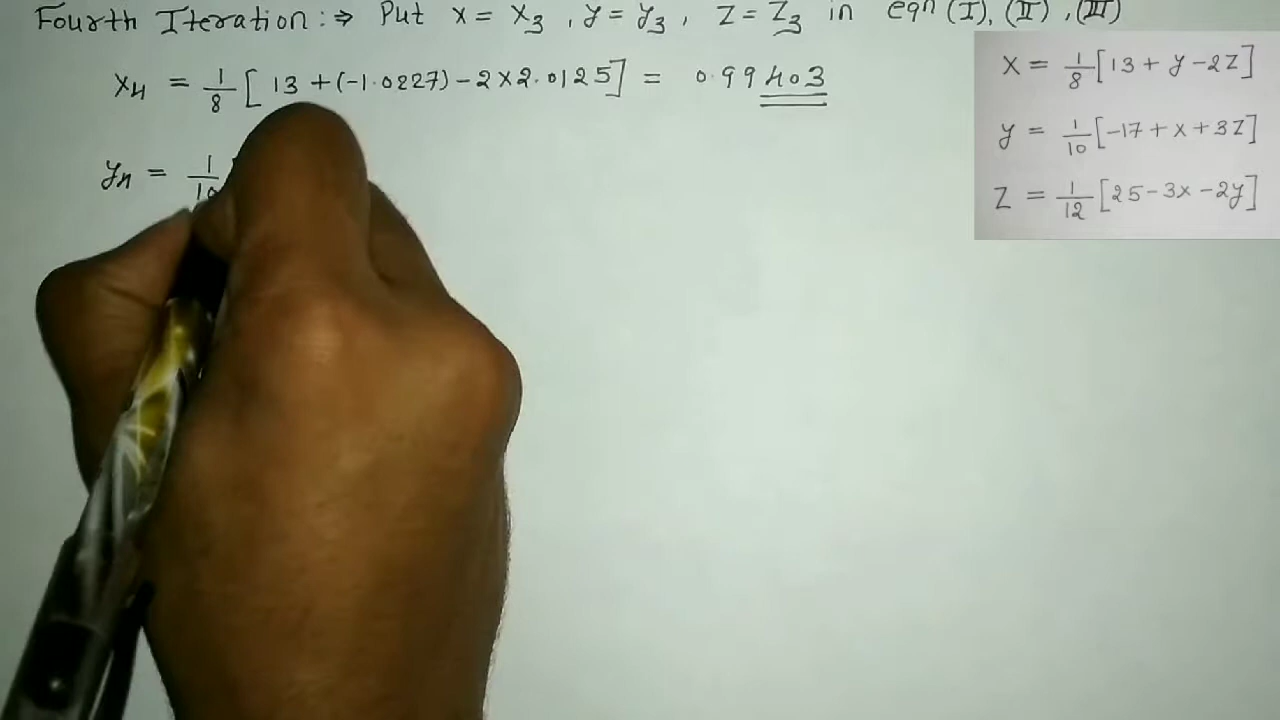 Fourth Iteration :⇒ Put x = x₃ , y = y₃ , z = z₃ in eqn (I), (II) , (III)
x₄ = 1/8 [ 13 + (-1.0227) - 2×2.0125] = 0.99403
y₄ = 1/10
x = 1/8 [13 + y - 2z]
y = 1/10 [-17 + x + 3z]
z = 1/12 [25 - 3x - 2y]